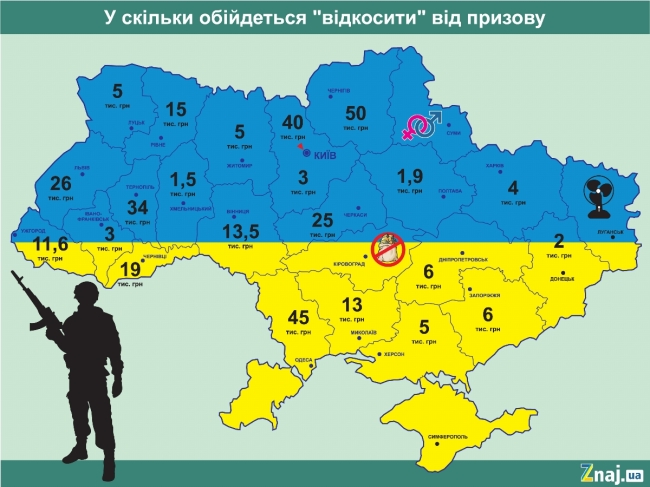 У скільки обійдеться "відкосити" від призову
5
тис. грн
ЛУЦЬК
15
тис. грн
РІВНЕ
5
тис. грн
ЖИТОМИР
40
тис. грн
КИЇВ
3
тис. грн
ЧЕРНІГІВ
50
тис. грн
СУМИ
ЛЬВІВ
26
тис. грн
ТЕРНОПІЛЬ
34
тис. грн
1,5
тис. грн
ХМЕЛЬНИЦЬКИЙ
ВІННИЦЯ
13,5
тис. грн
25
тис. грн
ЧЕРКАСИ
1,9
тис. грн
ПОЛТАВА
ХАРКІВ
4
тис. грн
ЛУГАНСЬК
УЖГОРОД
11,6
тис. грн
ІВАНО-
ФРАНКІВСЬК
3
тис. грн
ЧЕРНІВЦІ
19
тис. грн
КІРОВОГРАД
ДНІПРОПЕТРОВСЬК
6
тис. грн
2
тис. грн
ДОНЕЦЬК
ЗАПОРІЖЖЯ
6
тис. грн
45
тис. грн
ОДЕСА
13
тис. грн
МИКОЛАЇВ
5
тис. грн
ХЕРСОН
СИМФЕРОПОЛЬ
Znaj.ua